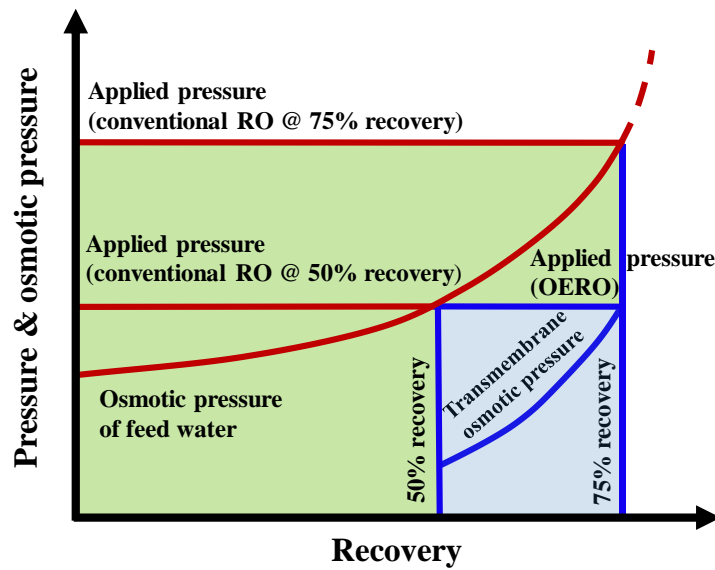 Pressure & osmotic pressure
Applied pressure
(conventional RO @ 75% recovery)
Applied pressure
(conventional RO @ 50% recovery)
Applied pressure
(OERO)
Osmotic pressure
of feed water
50% recovery
Transmembrane
osmotic pressure
75% recovery
Recovery